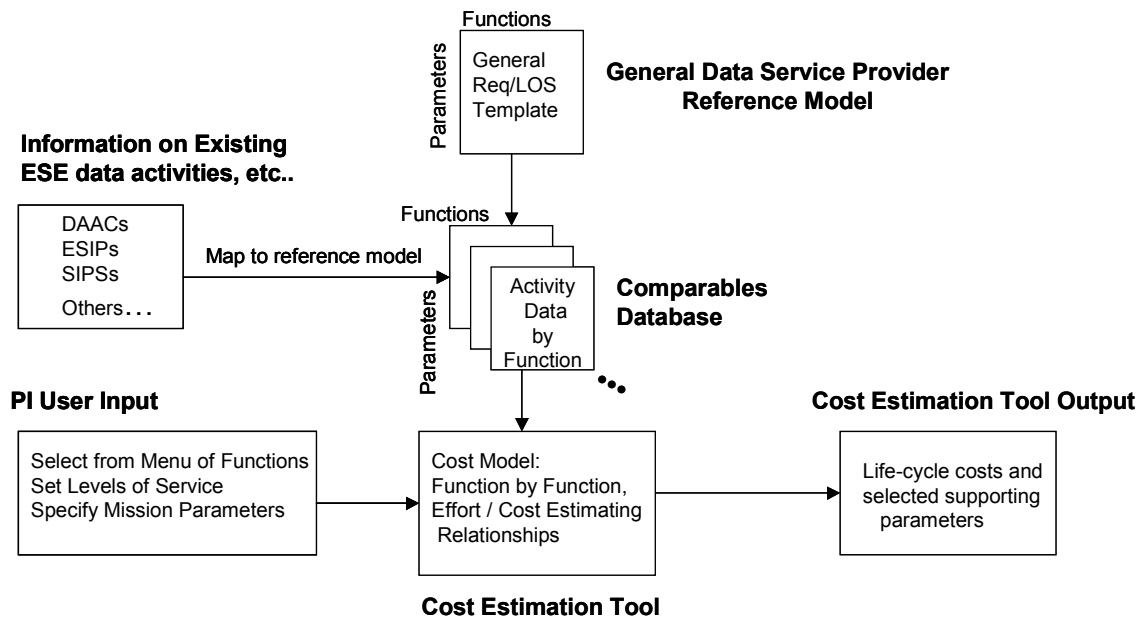 Functions
Parameters
General
Req/LOS
Template
General Data Service Provider
Reference Model
Information on Existing
ESE data activities, etc..
DAACs
ESIPs
SIPSs
Others...
Map to reference model
Functions
Parameters
Activity
Data
by
Function
Comparables
Database
PI User Input
Select from Menu of Functions
Set Levels of Service
Specify Mission Parameters
Cost Model:
Function by Function,
Effort / Cost Estimating
Relationships
Cost Estimation Tool
Cost Estimation Tool Output
Life-cycle costs and
selected supporting
parameters